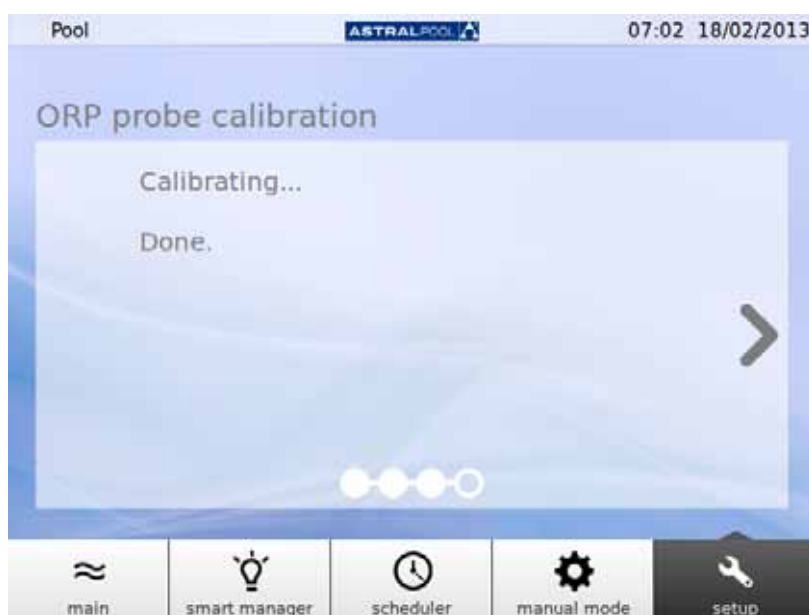 Pool ASTRALPOOL 07:02 18/02/2013
ORP probe calibration
Calibrating...
Done.
main smart manager scheduler manual mode setup